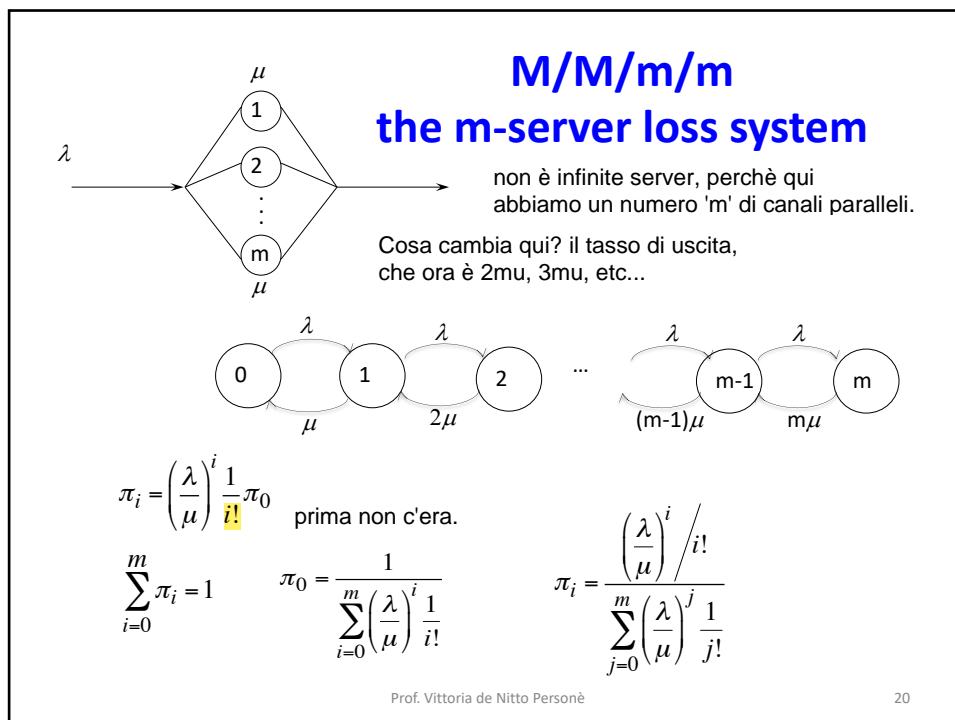 M/M/m/m
the m-server loss system
λ
μ
1
2
⋮
m
μ
non è infinite server, perchè qui
abbiamo un numero 'm' di canali paralleli.
Cosa cambia qui? il tasso di uscita,
che ora è 2mu, 3mu, etc...
λ λ λ λ
0 1 2 ... m-1 m
μ 2μ (m-1)μ mμ
π_i = (λ/μ)^i 1/i! π_0
prima non c'era.
∑_{i=0}^{m} π_i = 1
π_0 = 1 / ∑_{i=0}^{m} (λ/μ)^i 1/i!
π_i = ((λ/μ)^i / i!) / ∑_{j=0}^{m} (λ/μ)^j 1/j!
Prof. Vittoria de Nitto Personè 20